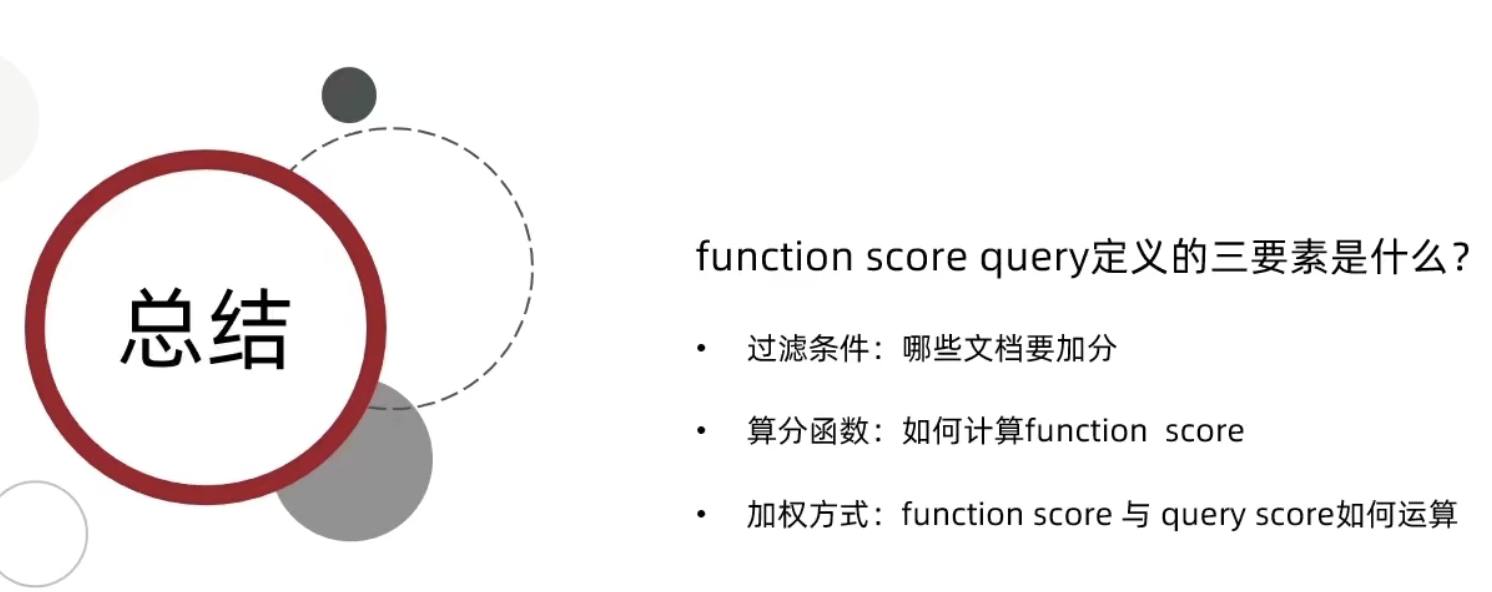 总结
function score query定义的三要素是什么?
• 过滤条件：哪些文档要加分
• 算分函数：如何计算function score
• 加权方式：function score 与 query score如何运算